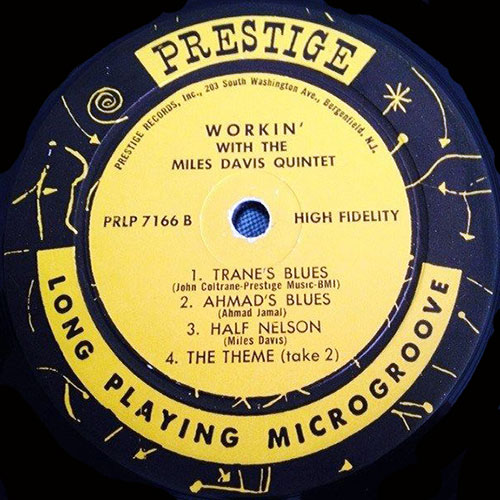 PRESTIGE
PRESTIGE RECORDS, Inc., 203 South Washington Ave., Bergenfield, N.J.
WORKIN'
WITH THE
MILES DAVIS QUINTET
PRLP 7166 B
HIGH FIDELITY
1. TRANE'S BLUES
(John Coltrane-Prestige Music-BMI)
2. AHMAD'S BLUES
(Ahmad Jamal)
3. HALF NELSON
(Miles Davis)
4. THE THEME (take 2)
LONG PLAYING MICROGROOVE